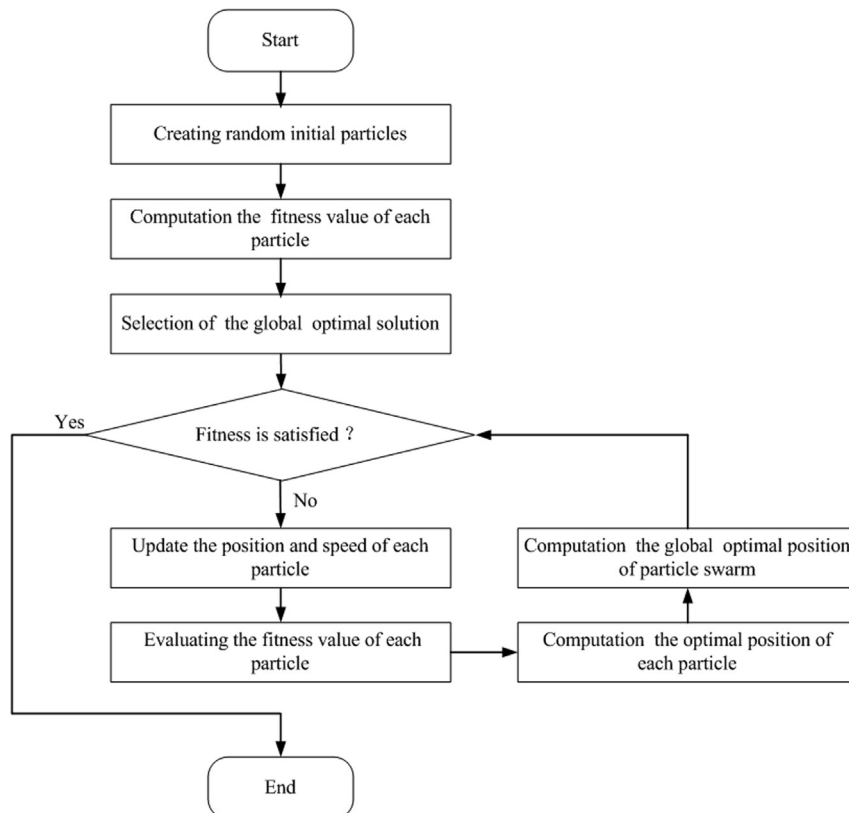 Start
Creating random initial particles
Computation the fitness value of each
particle
Selection of the global optimal solution
Yes
Fitness is satisfied ?
No
Update the position and speed of each
particle
Evaluating the fitness value of each
particle
Computation the optimal position of
each particle
Computation the global optimal position
of particle swarm
End